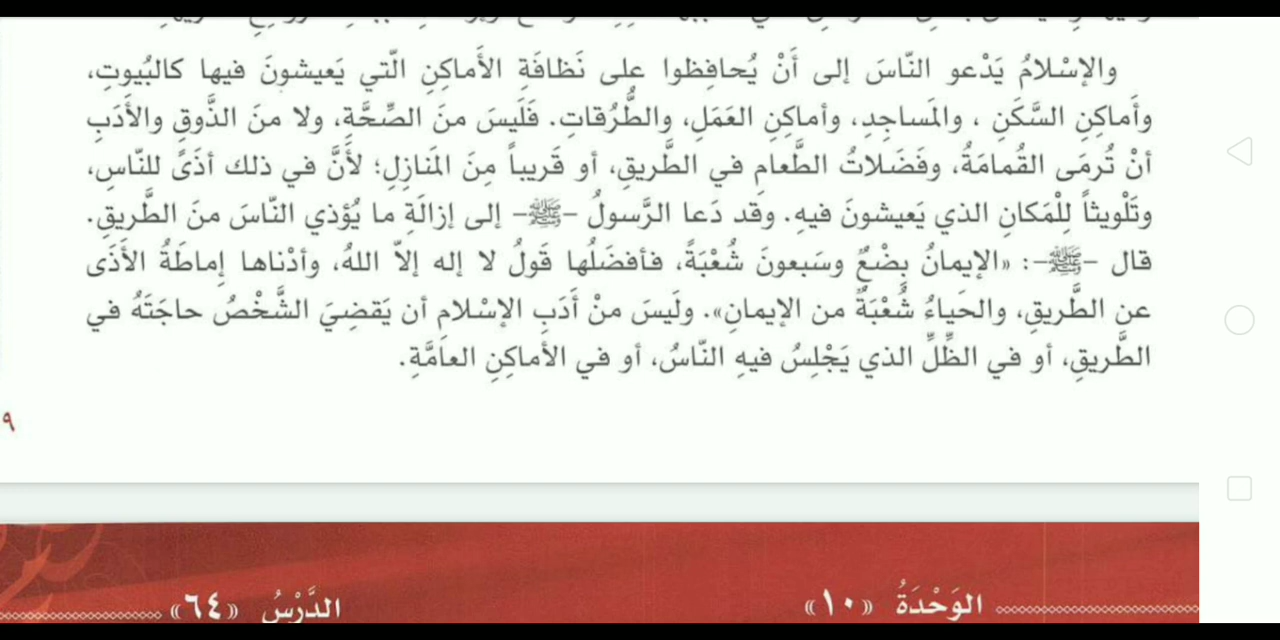 والإسْلامُ يَدْعو النّاسَ إلى أَنْ يُحافِظوا على نَظافَةِ الأَماكِنِ الّتي يَعيشونَ فيها كالبُيوتِ،
وأَماكِنِ السَّكَنِ ، والمَساجِدِ، وأماكِنِ العَمَلِ، والطُّرُقاتِ. فَلَيسَ منَ الصِّحَّةِ، ولا منَ الذَّوقِ والأَدَبِ
أنْ تُرمَى القُمامَةُ، وفَضَلاتُ الطَّعام في الطَّريقِ، أو قَريباً مِنَ المَنازِلِ؛ لأَنَّ في ذلك أذَىً للنّاسِ،
وتَلْويثاً لِلْمَكانِ الذي يَعيشونَ فيهِ. وقَد دَعا الرَّسولُ -ﷺ- إلى إزالَةِ ما يُؤذي النّاسَ منَ الطَّريقِ.
قال -ﷺ-: «الإيمانُ بِضْعٌ وسَبعونَ شُعْبَةً، فأفضَلُها قَولُ لا إله إلاّ اللهُ، وأدْناها إماطَةُ الأَذَى
عن الطَّريقِ، والحَياءُ شُعْبَةٌ من الإيمانِ». ولَيسَ منْ أَدَبِ الإسْلام أن يَقضِيَ الشَّخْصُ حاجَتَهُ في
الطَّريقِ، أو في الظِّلِّ الذي يَجْلِسُ فيهِ النّاسُ، أو في الأماكِنِ العامَّةِ.
٩
الوَحْدَةُ «١٠»
الدَّرْسُ «٦٤»